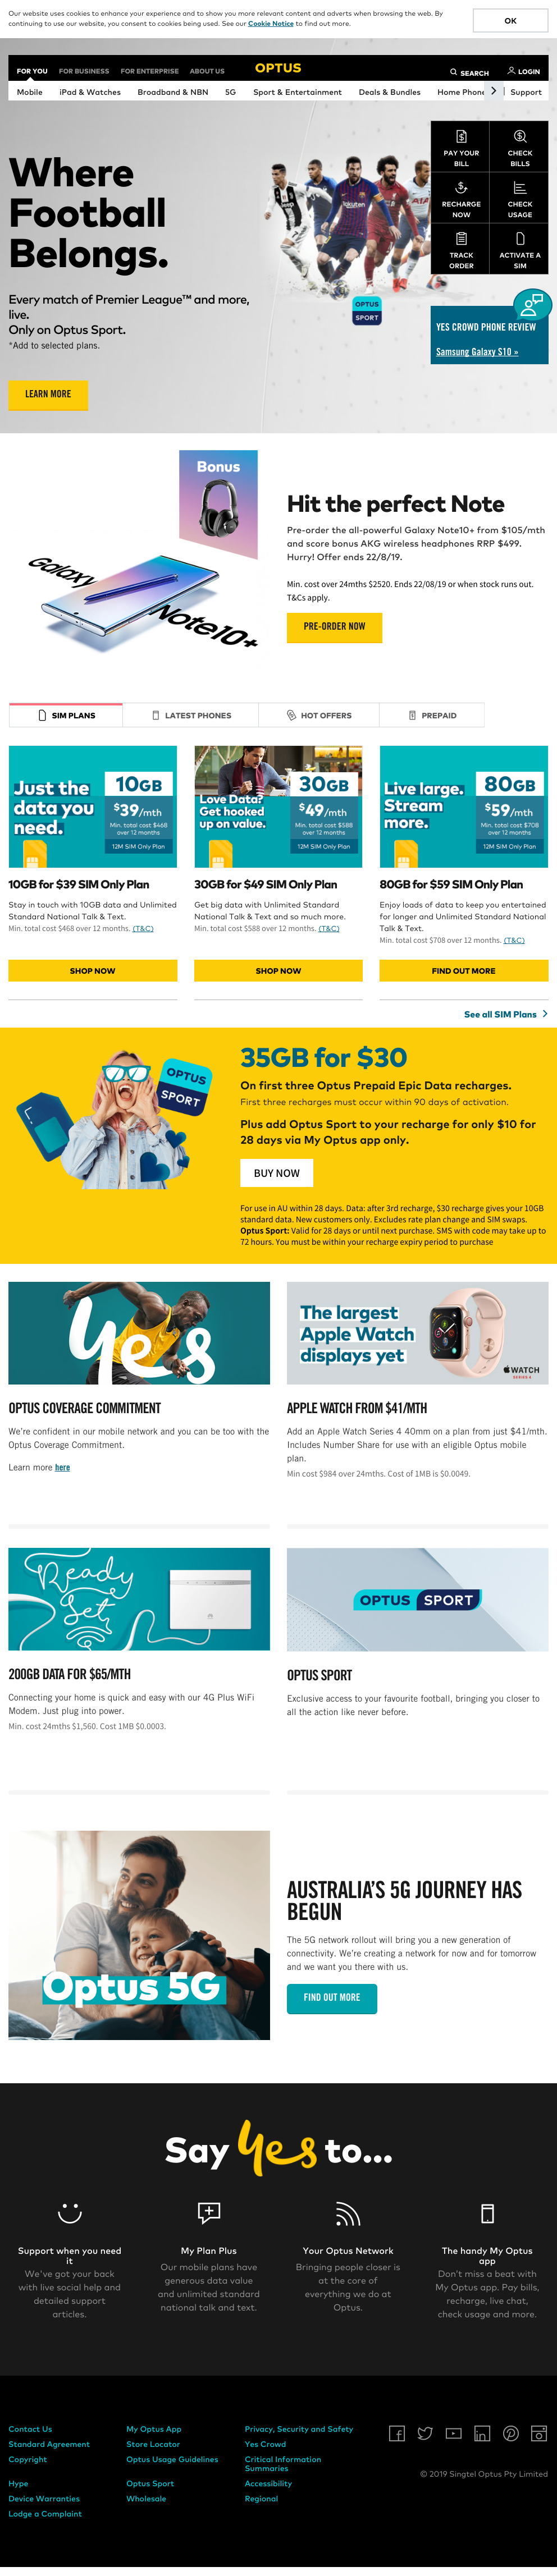 Our website uses cookies to enhance your experience and to show you more relevant content and adverts when browsing the web. By
continuing to use our website, you consent to cookies being used. See our Cookie Notice to find out more.
OK
FOR YOU
FOR BUSINESS
FOR ENTERPRISE
ABOUT US
OPTUS
SEARCH
LOGIN
Mobile
iPad & Watches
Broadband & NBN
5G
Sport & Entertainment
Deals & Bundles
Home Phone
Support
Where
Football
Belongs.
Every match of Premier League™ and more,
live.
Only on Optus Sport.
*Add to selected plans.
LEARN MORE
OPTUS
SPORT
PAY YOUR
BILL
CHECK
BILLS
RECHARGE
NOW
CHECK
USAGE
TRACK
ORDER
ACTIVATE A
SIM
YES CROWD PHONE REVIEW
Samsung Galaxy S10 »
Bonus
Galaxy
Note10+
Hit the perfect Note
Pre-order the all-powerful Galaxy Note10+ from $105/mth
and score bonus AKG wireless headphones RRP $499.
Hurry! Offer ends 22/8/19.
Min. cost over 24mths $2520. Ends 22/08/19 or when stock runs out.
T&Cs apply.
PRE-ORDER NOW
SIM PLANS
LATEST PHONES
HOT OFFERS
PREPAID
Just the
data you
need.
10GB
$39/mth
Min. total cost $468
over 12 months
12M SIM Only Plan
Love Data?
Get hooked
up on value.
30GB
$49/mth
Min. total cost $588
over 12 months
12M SIM Only Plan
Live large.
Stream
more.
80GB
$59/mth
Min. total cost $708
over 12 months
12M SIM Only Plan
10GB for $39 SIM Only Plan
Stay in touch with 10GB data and Unlimited
Standard National Talk & Text.
Min. total cost $468 over 12 months. (T&C)
SHOP NOW
30GB for $49 SIM Only Plan
Get big data with Unlimited Standard
National Talk & Text and so much more.
Min. total cost $588 over 12 months. (T&C)
SHOP NOW
80GB for $59 SIM Only Plan
Enjoy loads of data to keep you entertained
for longer and Unlimited Standard National
Talk & Text.
Min. total cost $708 over 12 months. (T&C)
FIND OUT MORE
See all SIM Plans
OPTUS
SPORT
35GB for $30
On first three Optus Prepaid Epic Data recharges.
First three recharges must occur within 90 days of activation.
Plus add Optus Sport to your recharge for only $10 for
28 days via My Optus app only.
BUY NOW
For use in AU within 28 days. Data: after 3rd recharge, $30 recharge gives your 10GB
standard data. New customers only. Excludes rate plan change and SIM swaps.
Optus Sport: Valid for 28 days or until next purchase. SMS with code may take up to
72 hours. You must be within your recharge expiry period to purchase
yes
OPTUS COVERAGE COMMITMENT
We're confident in our mobile network and you can be too with the
Optus Coverage Commitment.
Learn more here
The largest
Apple Watch
displays yet
WATCH
SERIES 4
APPLE WATCH FROM $41/MTH
Add an Apple Watch Series 4 40mm on a plan from just $41/mth.
Includes Number Share for use with an eligible Optus mobile
plan.
Min cost $984 over 24mths. Cost of 1MB is $0.0049.
Ready
Set
200GB DATA FOR $65/MTH
Connecting your home is quick and easy with our 4G Plus WiFi
Modem. Just plug into power.
Min. cost 24mths $1,560. Cost 1MB $0.0003.
OPTUS SPORT
OPTUS SPORT
Exclusive access to your favourite football, bringing you closer to
all the action like never before.
Optus 5G
AUSTRALIA'S 5G JOURNEY HAS
BEGUN
The 5G network rollout will bring you a new generation of
connectivity. We're creating a network for now and for tomorrow
and we want you there with us.
FIND OUT MORE
Say yes to...
Support when you need
it
We've got your back
with live social help and
detailed support
articles.
My Plan Plus
Our mobile plans have
generous data value
and unlimited standard
national talk and text.
Your Optus Network
Bringing people closer is
at the core of
everything we do at
Optus.
The handy My Optus
app
Don't miss a beat with
My Optus app. Pay bills,
recharge, live chat,
check usage and more.
Contact Us
My Optus App
Privacy, Security and Safety
Standard Agreement
Store Locator
Yes Crowd
Copyright
Optus Usage Guidelines
Critical Information
Summaries
Hype
Optus Sport
Accessibility
Device Warranties
Wholesale
Regional
Lodge a Complaint
© 2019 Singtel Optus Pty Limited